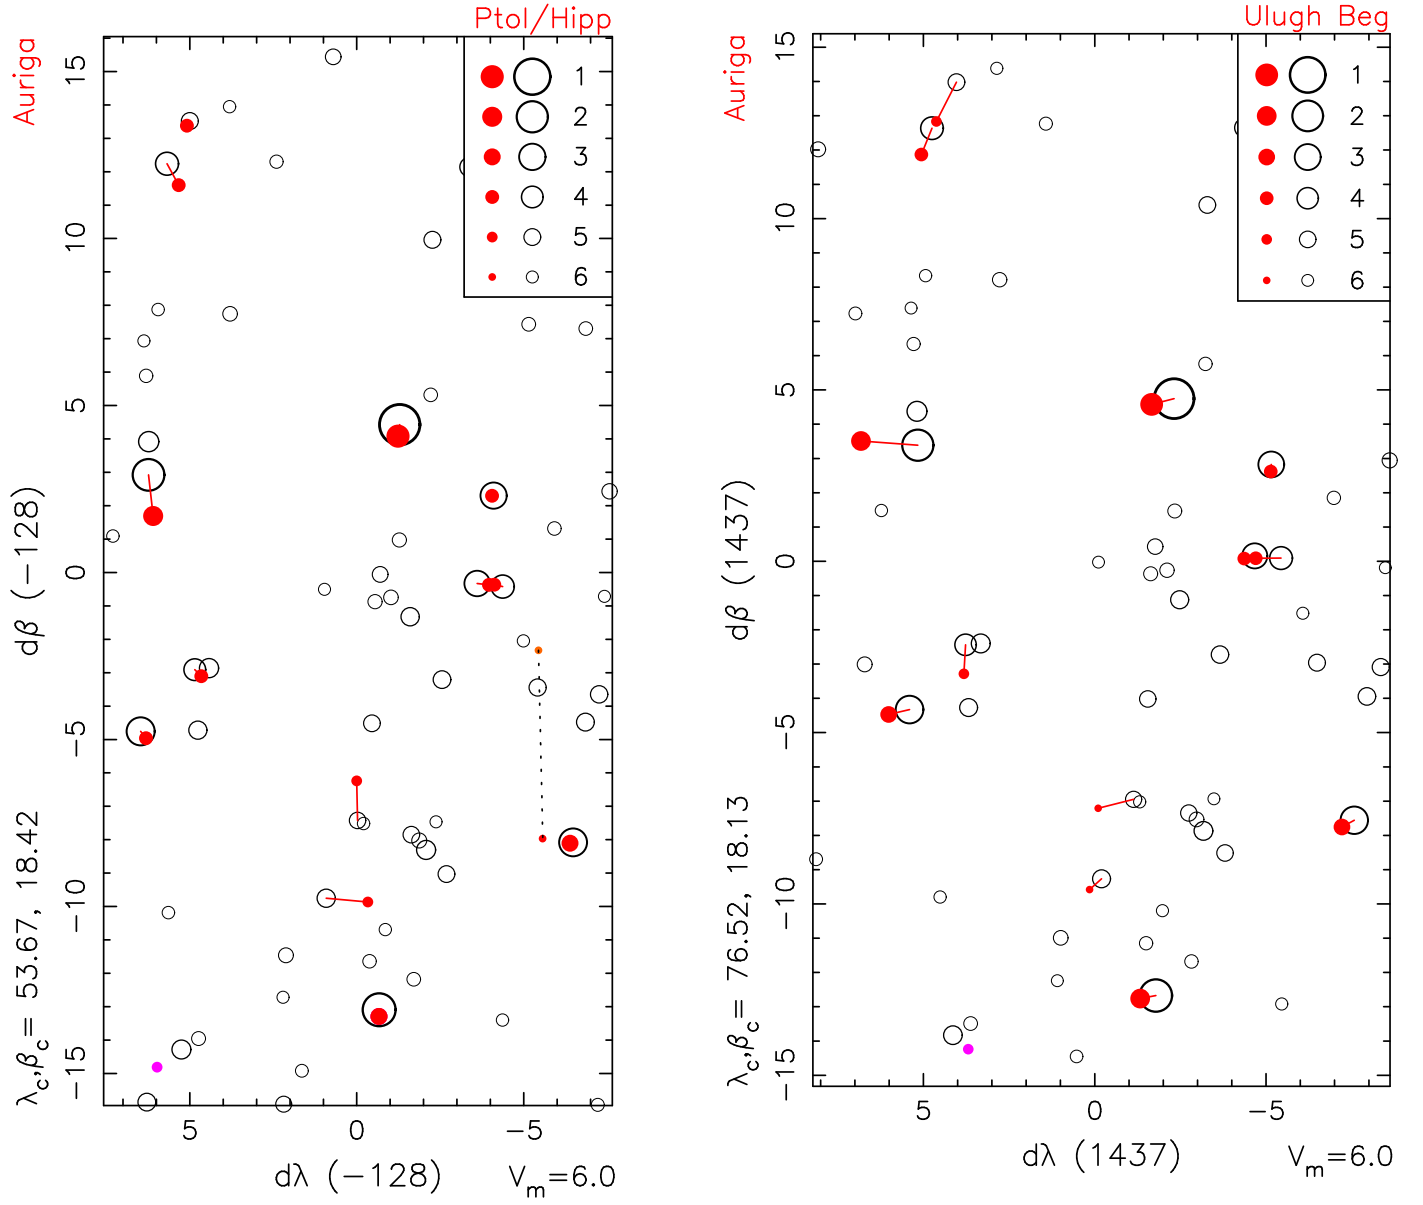 Ptol/Hipp
Auriga
1
2
3
4
5
6
15
10
5
0
−5
−10
−15
dβ (−128)
λc,βc= 53.67, 18.42
5
0
−5
dλ (−128)
Vm=6.0
Ulugh Beg
Auriga
1
2
3
4
5
6
15
10
5
0
−5
−10
−15
dβ (1437)
λc,βc= 76.52, 18.13
5
0
−5
dλ (1437)
Vm=6.0